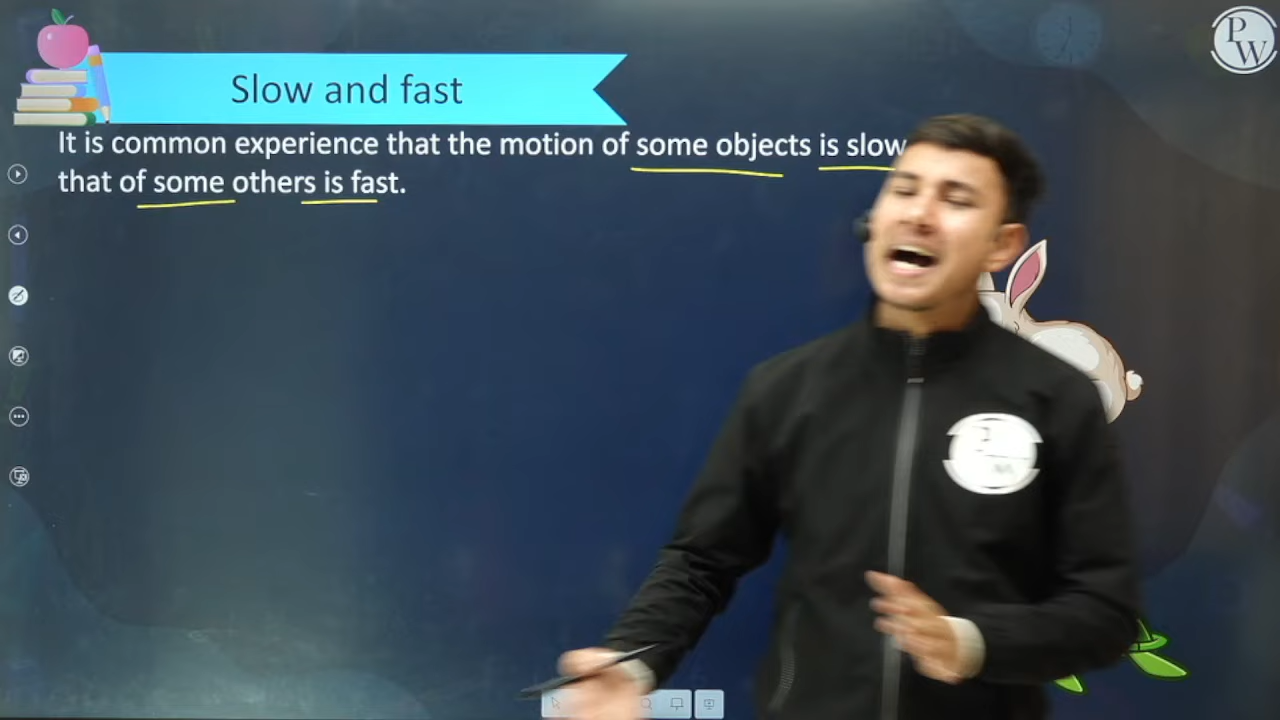 PW
Slow and fast
It is common experience that the motion of some objects is slow
that of some others is fast.